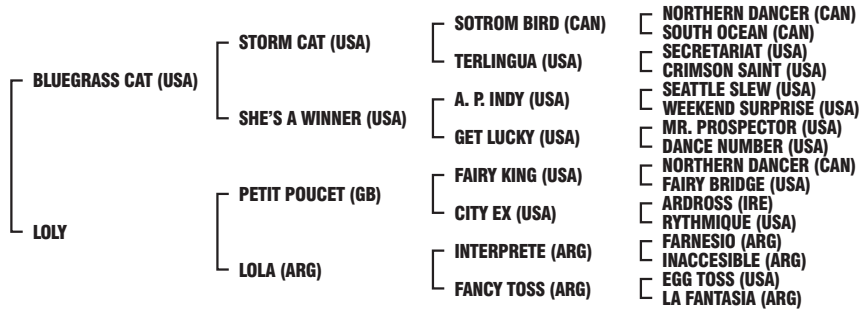 BLUEGRASS CAT (USA)
LOLY
STORM CAT (USA)
SHE'S A WINNER (USA)
PETIT POUCET (GB)
LOLA (ARG)
SOTROM BIRD (CAN)
TERLINGUA (USA)
A. P. INDY (USA)
GET LUCKY (USA)
FAIRY KING (USA)
CITY EX (USA)
INTERPRETE (ARG)
FANCY TOSS (ARG)
NORTHERN DANCER (CAN)
SOUTH OCEAN (CAN)
SECRETARIAT (USA)
CRIMSON SAINT (USA)
SEATTLE SLEW (USA)
WEEKEND SURPRISE (USA)
MR. PROSPECTOR (USA)
DANCE NUMBER (USA)
NORTHERN DANCER (CAN)
FAIRY BRIDGE (USA)
ARDROSS (IRE)
RYTHMIQUE (USA)
FARNESIO (ARG)
INACCESIBLE (ARG)
EGG TOSS (USA)
LA FANTASIA (ARG)